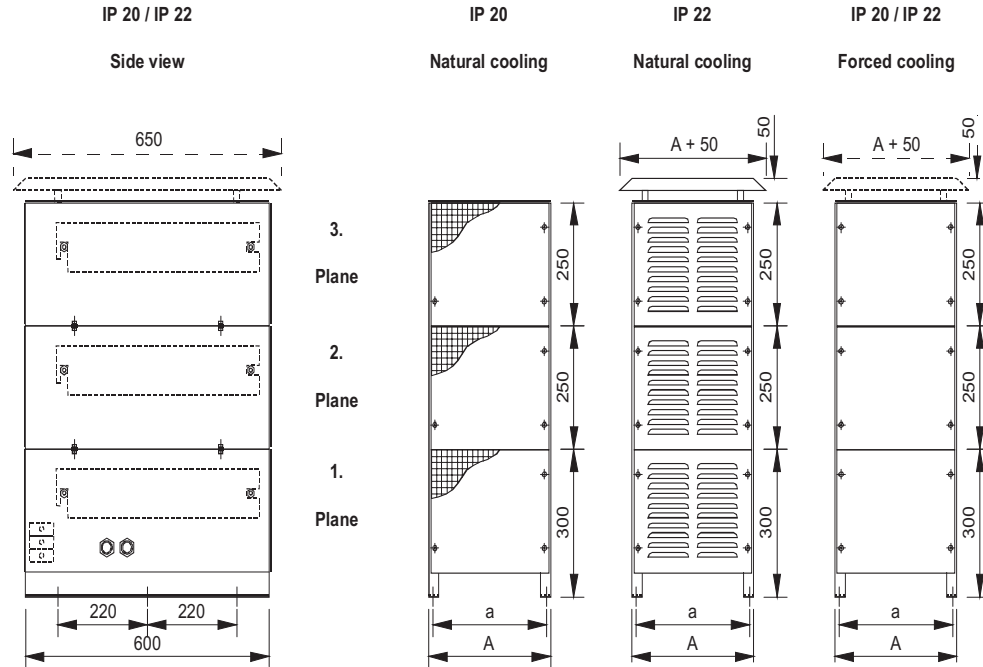 IP 20 / IP 22
IP 20
IP 22
IP 20 / IP 22
Side view
Natural cooling
Natural cooling
Forced cooling
650
A + 50
50
A + 50
50
3.
Plane
250
250
250
2.
Plane
250
250
250
1.
Plane
300
300
300
220
220
a
a
a
600
A
A
A